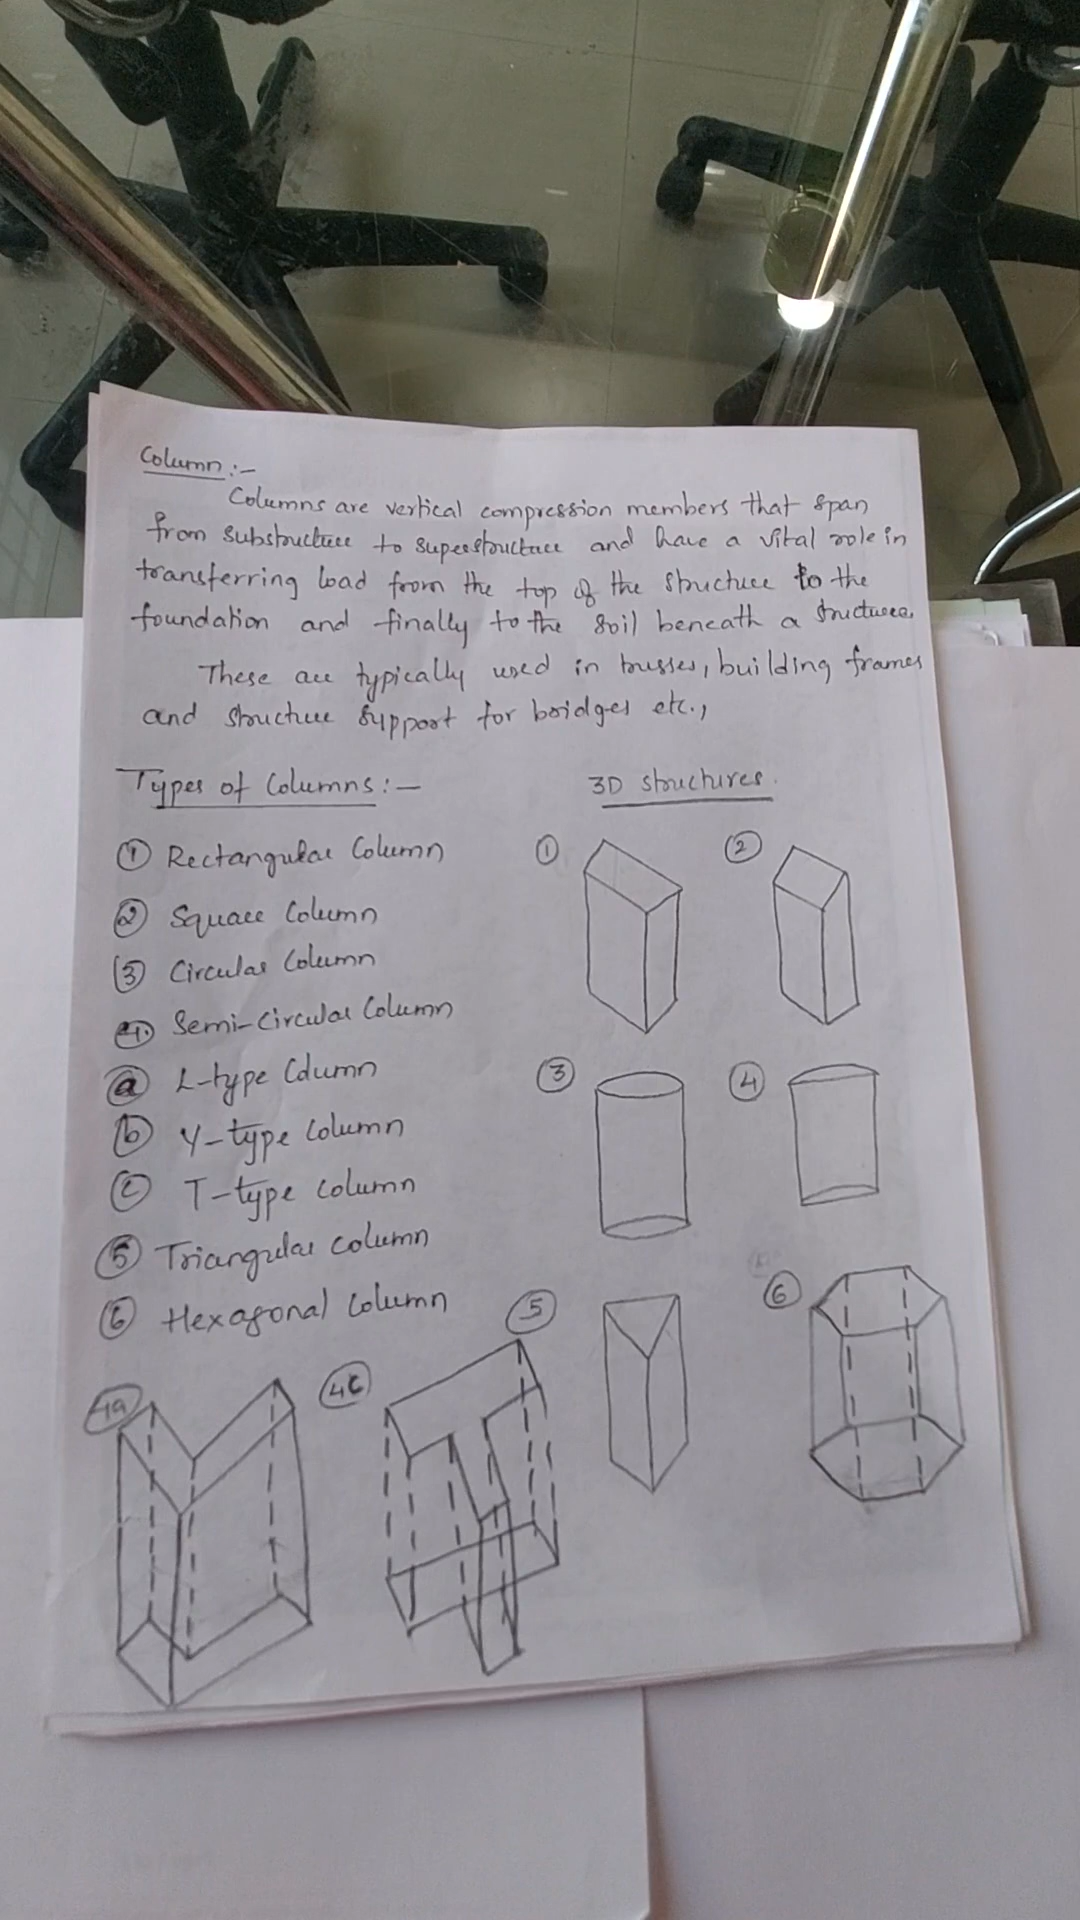 Column:-
Columns are vertical compression members that span
from substructure to superstructure and have a vital role in
transferring load from the top of the structure to the
foundation and finally to the soil beneath a structure.
These are typically used in trusses, building frames
and structure support for bridges etc.,
Types of Columns:-
3D structures.
① Rectangular Column
② Square Column
③ Circular Column
④. Semi-Circular Column
ⓐ L-type Column
ⓑ Y-type Column
ⓒ T-type column
⑤ Triangular column
⑥ Hexagonal Column
① ②
③ ④
⑤ ⑥
4a 4c